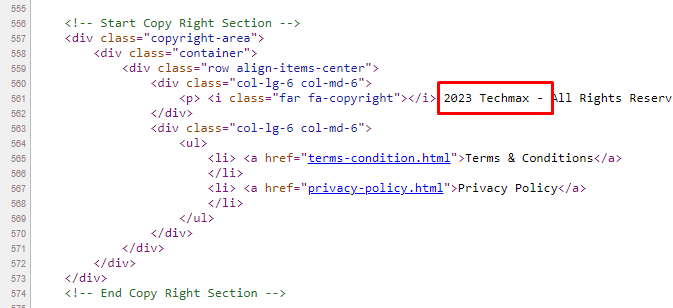 555
556 <!-- Start Copy Right Section -->
557 <div class="copyright-area">
558 <div class="container">
559 <div class="row align-items-center">
560 <div class="col-lg-6 col-md-6">
561 <p> <i class="far fa-copyright"></i> 2023 Techmax - All Rights Reserv
562 </div>
563 <div class="col-lg-6 col-md-6">
564 <ul>
565 <li> <a href="terms-condition.html">Terms & Conditions</a>
566 </li>
567 <li> <a href="privacy-policy.html">Privacy Policy</a>
568 </li>
569 </ul>
570 </div>
571 </div>
572 </div>
573 </div>
574 <!-- End Copy Right Section -->